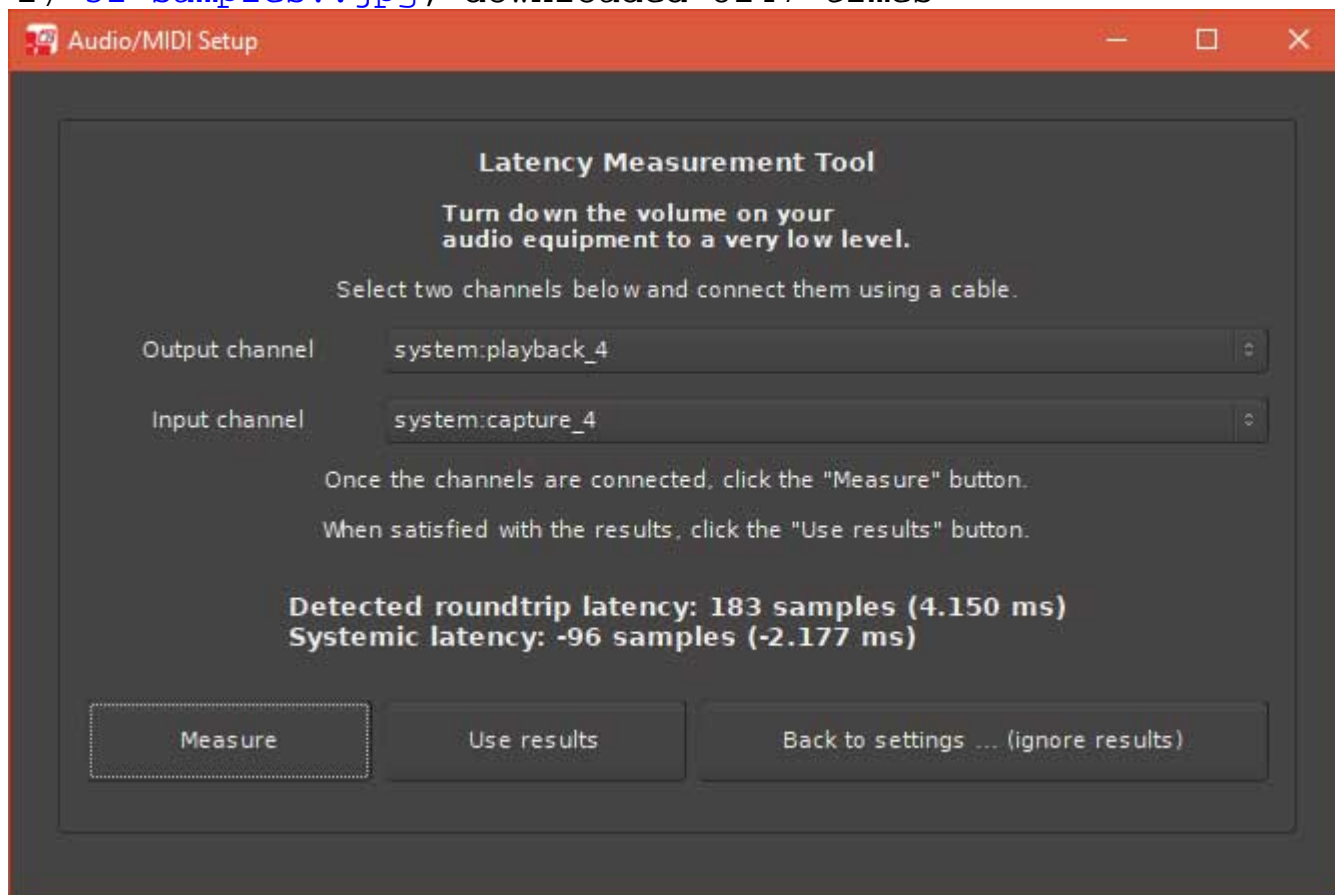 downloaded times
Audio/MIDI Setup
Latency Measurement Tool
Turn down the volume on your
audio equipment to a very low level.
Select two channels below and connect them using a cable.
Output channel system:playback_4
Input channel system:capture_4
Once the channels are connected, click the "Measure" button.
When satisfied with the results, click the "Use results" button.
Detected roundtrip latency: 183 samples (4.150 ms)
Systemic latency: -96 samples (-2.177 ms)
Measure Use results Back to settings ... (ignore results)